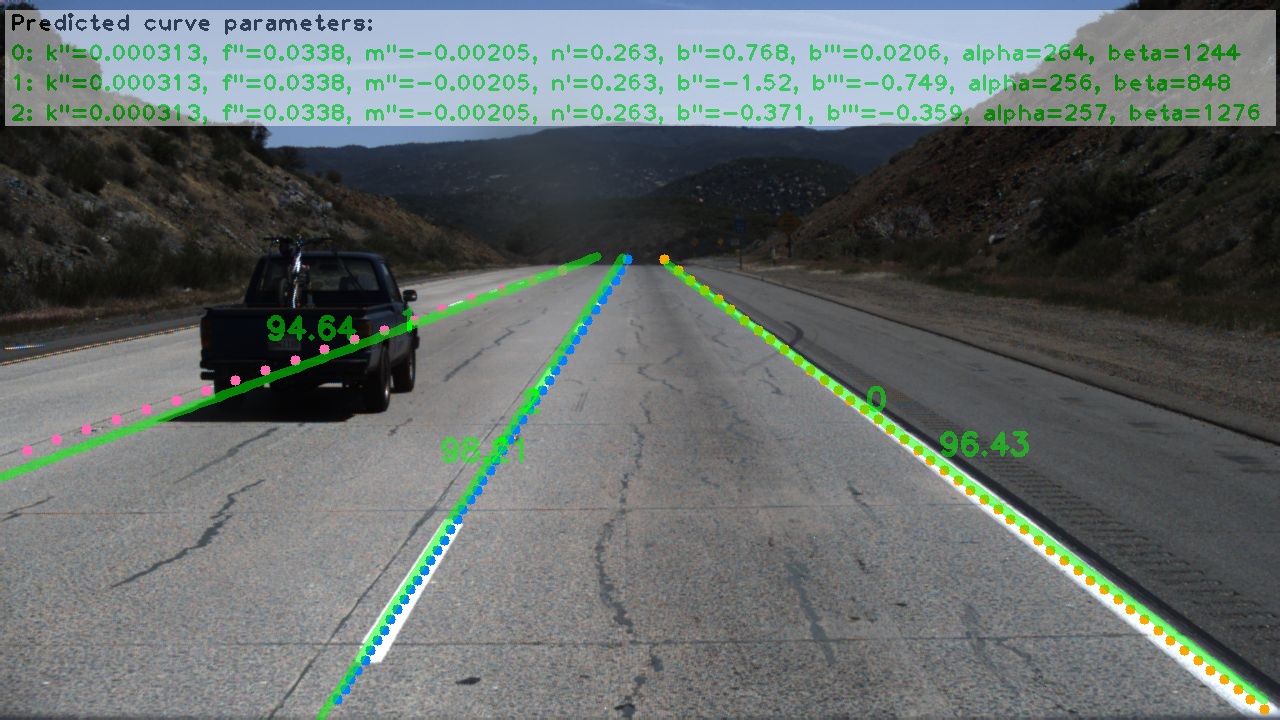 Predicted curve parameters:
0: k''=0.000313, f''=0.0338, m''=-0.00205, n'=0.263, b''=0.768, b'''=0.0206, alpha=264, beta=1244
1: k''=0.000313, f''=0.0338, m''=-0.00205, n'=0.263, b''=-1.52, b'''=-0.749, alpha=256, beta=848
2: k''=0.000313, f''=0.0338, m''=-0.00205, n'=0.263, b''=-0.371, b'''=-0.359, alpha=257, beta=1276
94.64
1
0
96.43